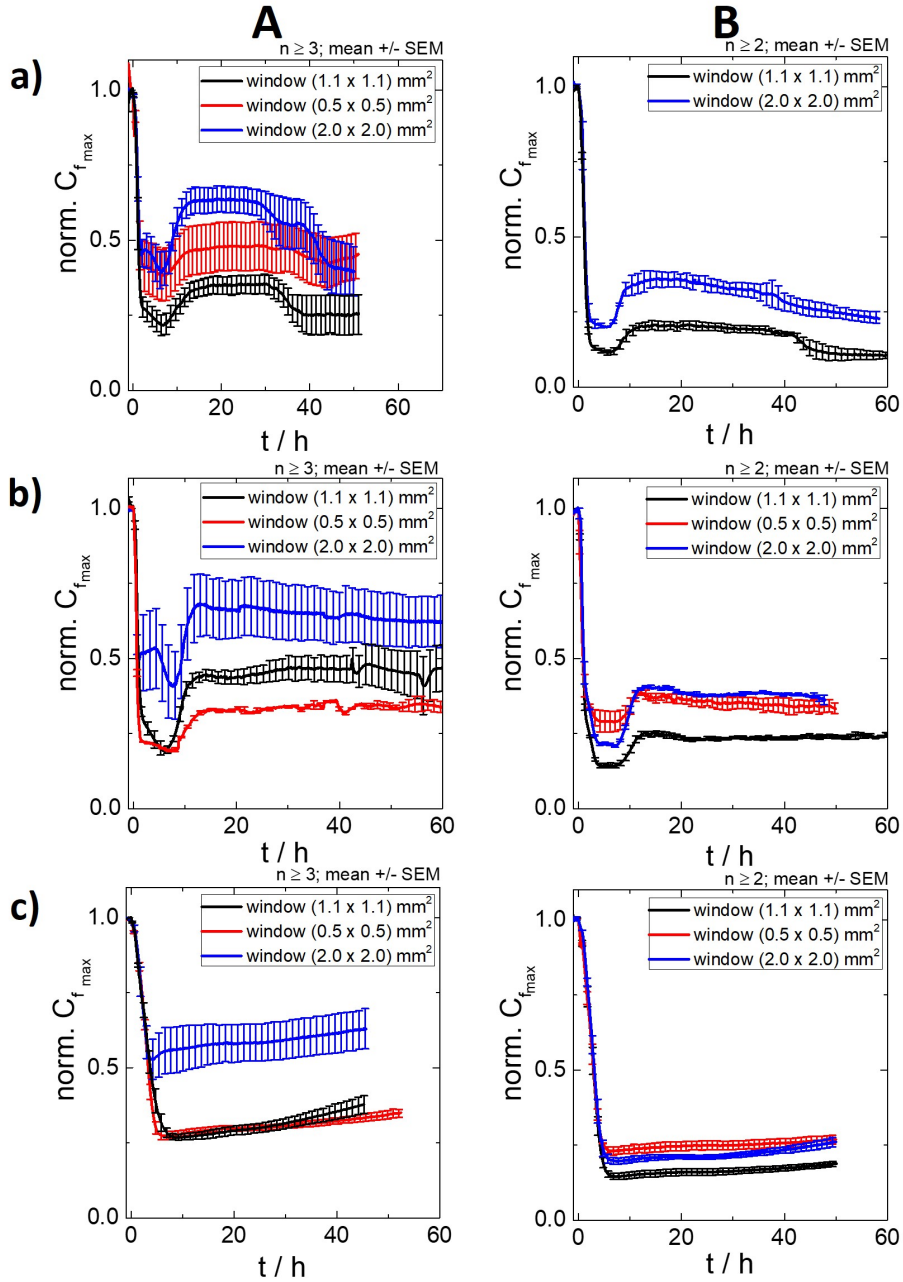 A
B
a)
n ≥ 3; mean +/- SEM
window (1.1 x 1.1) mm²
window (0.5 x 0.5) mm²
window (2.0 x 2.0) mm²
norm. C_f_max
1.0
0.5
0.0
0 20 40 60
t / h
n ≥ 2; mean +/- SEM
window (1.1 x 1.1) mm²
window (2.0 x 2.0) mm²
norm. C_f_max
1.0
0.5
0.0
0 20 40 60
t / h
b)
n ≥ 3; mean +/- SEM
window (1.1 x 1.1) mm²
window (0.5 x 0.5) mm²
window (2.0 x 2.0) mm²
norm. C_f_max
1.0
0.5
0.0
0 20 40 60
t / h
n ≥ 2; mean +/- SEM
window (1.1 x 1.1) mm²
window (0.5 x 0.5) mm²
window (2.0 x 2.0) mm²
norm. C_f_max
1.0
0.5
0.0
0 20 40 60
t / h
c)
n ≥ 3; mean +/- SEM
window (1.1 x 1.1) mm²
window (0.5 x 0.5) mm²
window (2.0 x 2.0) mm²
norm. C_f_max
1.0
0.5
0.0
0 20 40 60
t / h
n ≥ 2; mean +/- SEM
window (1.1 x 1.1) mm²
window (0.5 x 0.5) mm²
window (2.0 x 2.0) mm²
norm. C_f_max
1.0
0.5
0.0
0 20 40 60
t / h